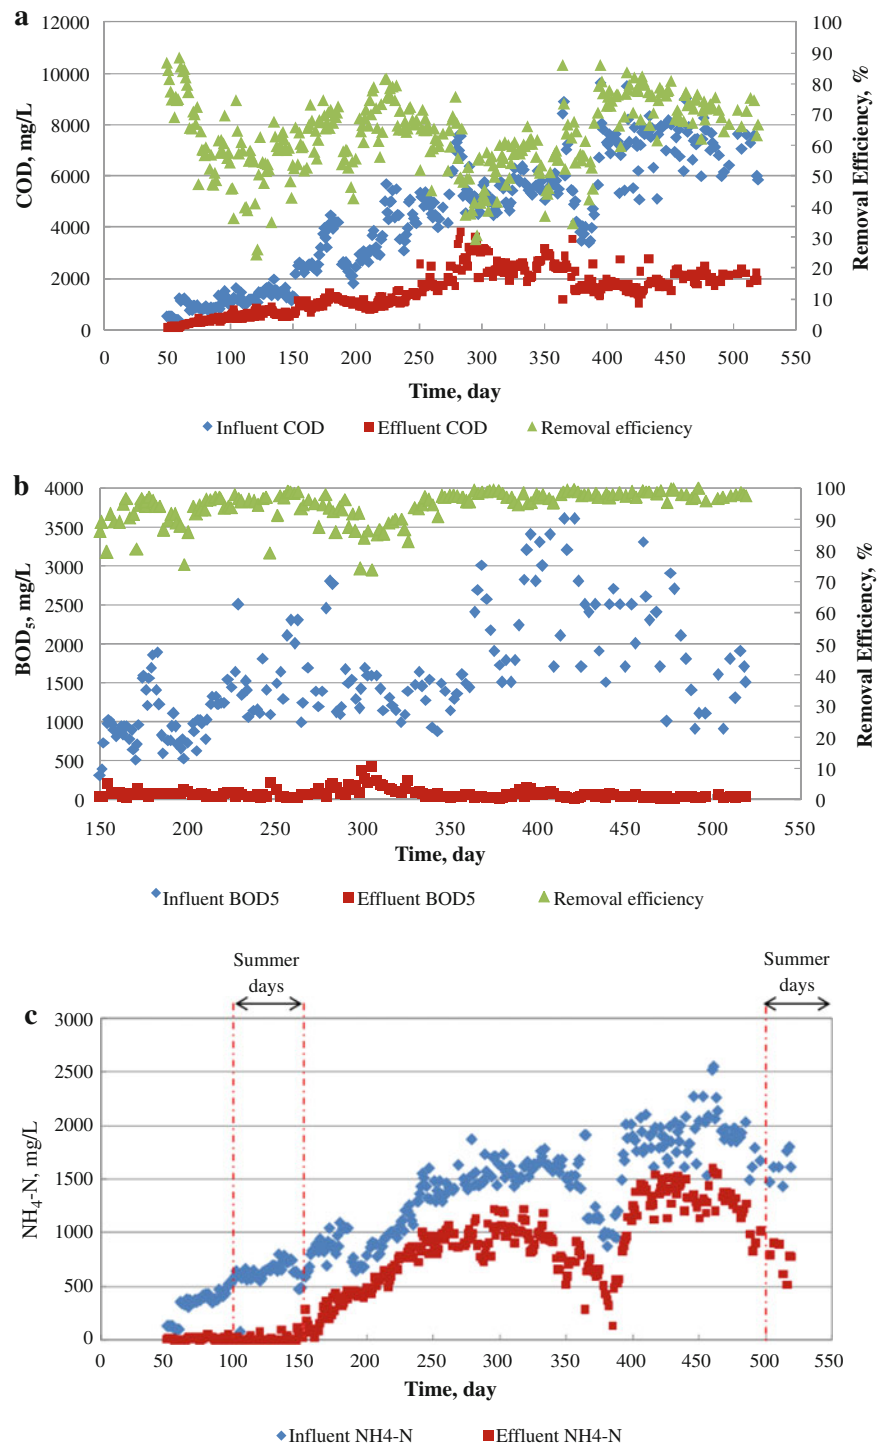 a
12000
10000
8000
6000
4000
2000
0
COD, mg/L
100
90
80
70
60
50
40
30
20
10
0
Removal Efficiency, %
0 50 100 150 200 250 300 350 400 450 500 550
Time, day
Influent COD Effluent COD Removal efficiency
b
4000
3500
3000
2500
2000
1500
1000
500
0
BOD5, mg/L
100
90
80
70
60
50
40
30
20
10
0
Removal Efficiency, %
150 200 250 300 350 400 450 500 550
Time, day
Influent BOD5 Effluent BOD5 Removal efficiency
Summer
days
Summer
days
c
3000
2500
2000
1500
1000
500
0
NH4-N, mg/L
0 50 100 150 200 250 300 350 400 450 500 550
Time, day
Influent NH4-N Effluent NH4-N